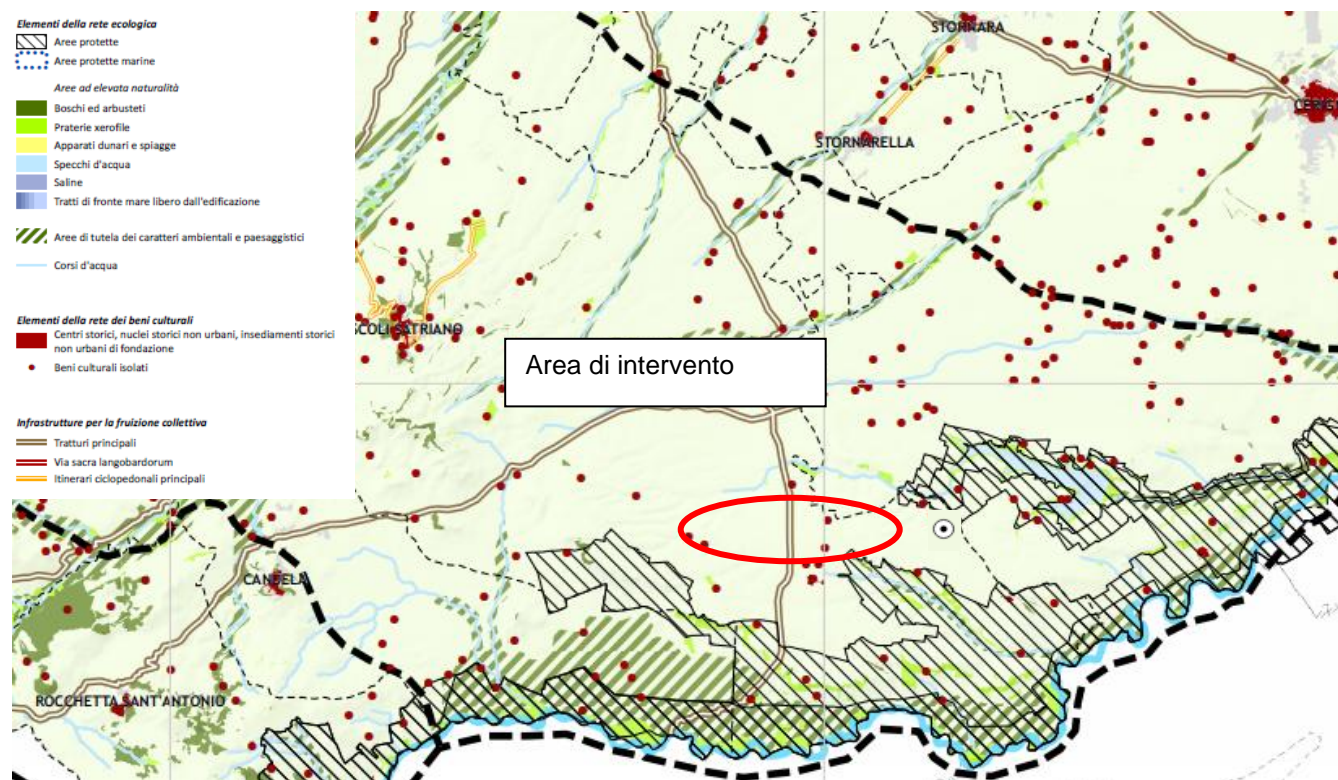 Elementi della rete ecologica
Aree protette
Aree protette marine
Aree ad elevata naturalità
Boschi ed arbusteti
Praterie xerofile
Apparati dunari e spiagge
Specchi d'acqua
Saline
Tratti di fronte mare libero dall'edificazione
Aree di tutela dei caratteri ambientali e paesaggistici
Corsi d'acqua
Elementi della rete dei beni culturali
Centri storici, nuclei storici non urbani, insediamenti storici
non urbani di fondazione
Beni culturali isolati
Infrastrutture per la fruizione collettiva
Tratturi principali
Via sacra langobardorum
Itinerari ciclopedonali principali
STORNARA
CERIG
STORNARELLA
SCOLI SATRIANO
Area di intervento
CANDELA
ROCCHETTA SANT'ANTONIO